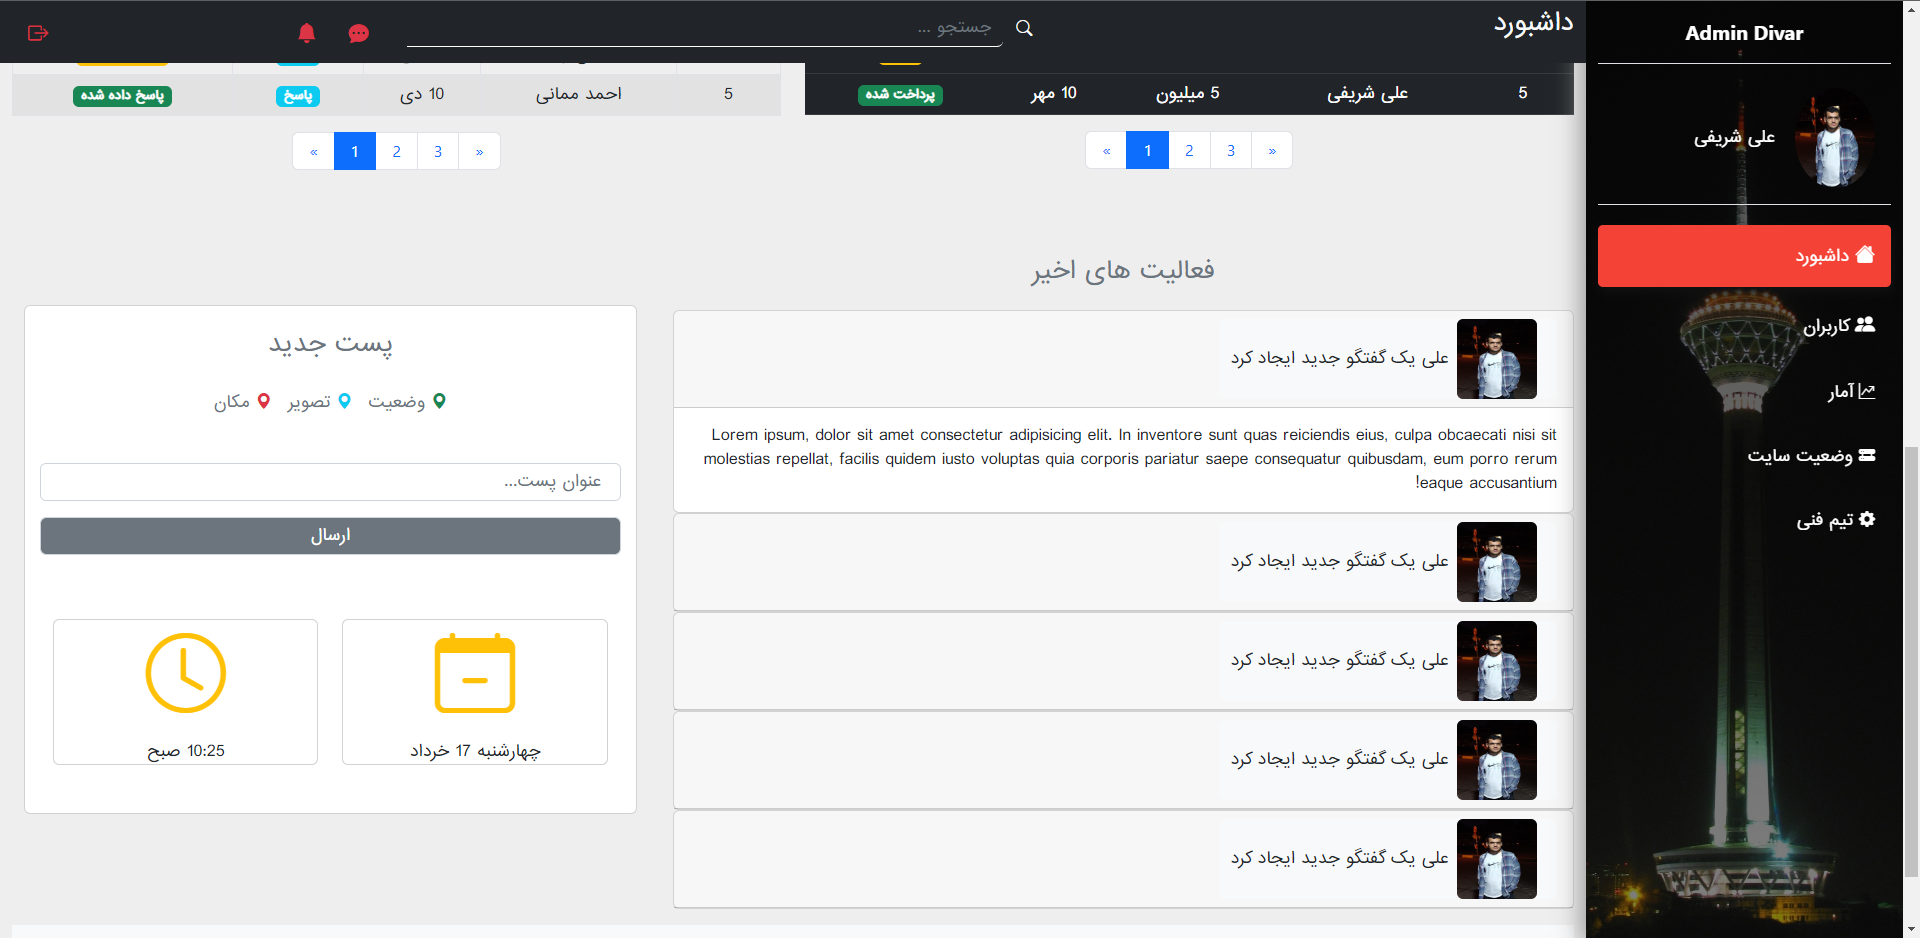 Admin Divar
علی شریفی
داشبورد
کاربران
آمار
وضعیت سایت
تیم فنی
داشبورد
جستجو ...
5 علی شریفی 5 میلیون 10 مهر پرداخت شده
« 1 2 3 »
5 احمد ممانی 10 دی پاسخ پاسخ داده شده
« 1 2 3 »
فعالیت های اخیر
علی یک گفتگو جدید ایجاد کرد
Lorem ipsum, dolor sit amet consectetur adipisicing elit. In inventore sunt quas reiciendis eius, culpa obcaecati nisi sit
molestias repellat, facilis quidem iusto voluptas quia corporis pariatur saepe consequatur quibusdam, eum porro rerum
!eaque accusantium
علی یک گفتگو جدید ایجاد کرد
علی یک گفتگو جدید ایجاد کرد
علی یک گفتگو جدید ایجاد کرد
علی یک گفتگو جدید ایجاد کرد
پست جدید
وضعیت تصویر مکان
عنوان پست...
ارسال
چهارشنبه 17 خرداد
10:25 صبح